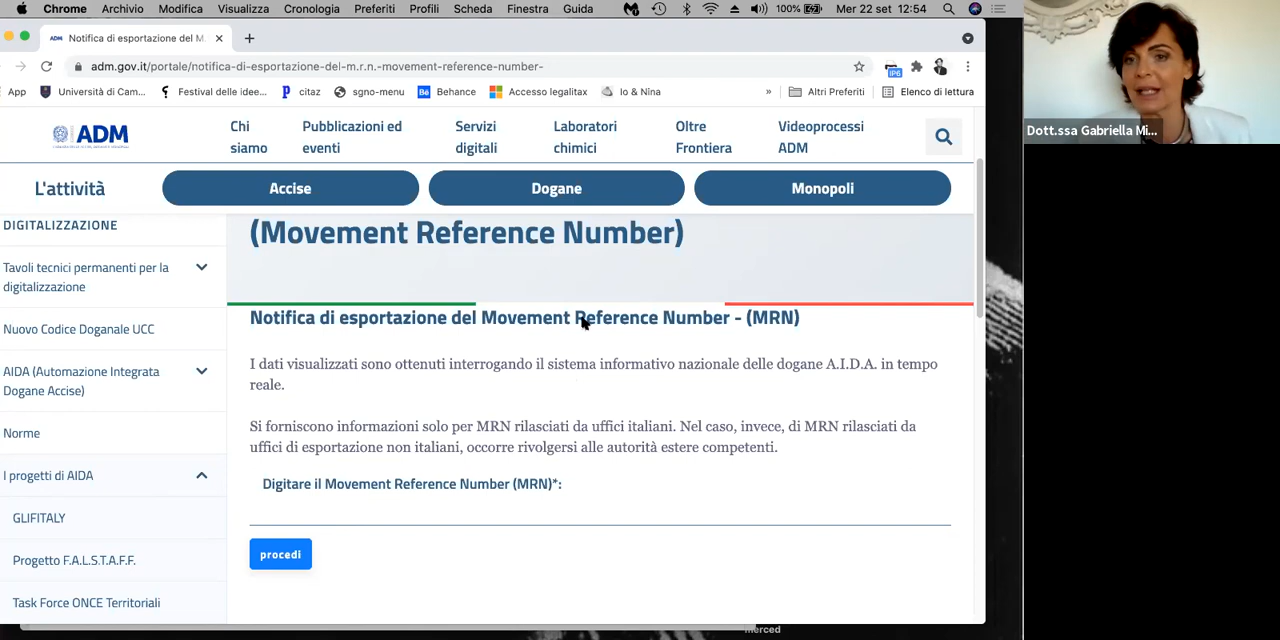 Chrome Archivio Modifica Visualizza Cronologia Preferiti Profili Scheda Finestra Guida 100% Mer 22 set 12:54
ADM Notifica di esportazione del M
adm.gov.it/portale/notifica-di-esportazione-del-m.r.n.-movement-reference-number-
IP6
App Università di Cam... Festival delle idee... citaz sgno-menu Bē Behance Accesso legalitax Io & Nina » Altri Preferiti Elenco di lettura
ADM
Chi siamo
Pubblicazioni ed eventi
Servizi digitali
Laboratori chimici
Oltre Frontiera
Videoprocessi ADM
L'attività Accise Dogane Monopoli
DIGITALIZZAZIONE
Tavoli tecnici permanenti per la
digitalizzazione
Nuovo Codice Doganale UCC
AIDA (Automazione Integrata
Dogane Accise)
Norme
I progetti di AIDA
GLIFITALY
Progetto F.A.L.S.T.A.F.F.
Task Force ONCE Territoriali
(Movement Reference Number)
Notifica di esportazione del Movement Reference Number - (MRN)
I dati visualizzati sono ottenuti interrogando il sistema informativo nazionale delle dogane A.I.D.A. in tempo
reale.
Si forniscono informazioni solo per MRN rilasciati da uffici italiani. Nel caso, invece, di MRN rilasciati da
uffici di esportazione non italiani, occorre rivolgersi alle autorità estere competenti.
Digitare il Movement Reference Number (MRN)*:
procedi
merced
Dott.ssa Gabriella Mi...